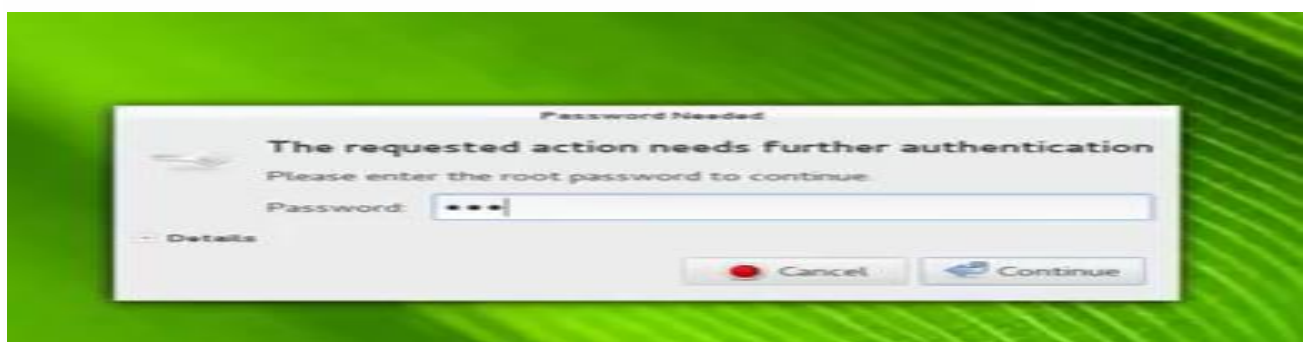 Password Needed
The requested action needs further authentication
Please enter the root password to continue
Password: •••
Details
Cancel Continue